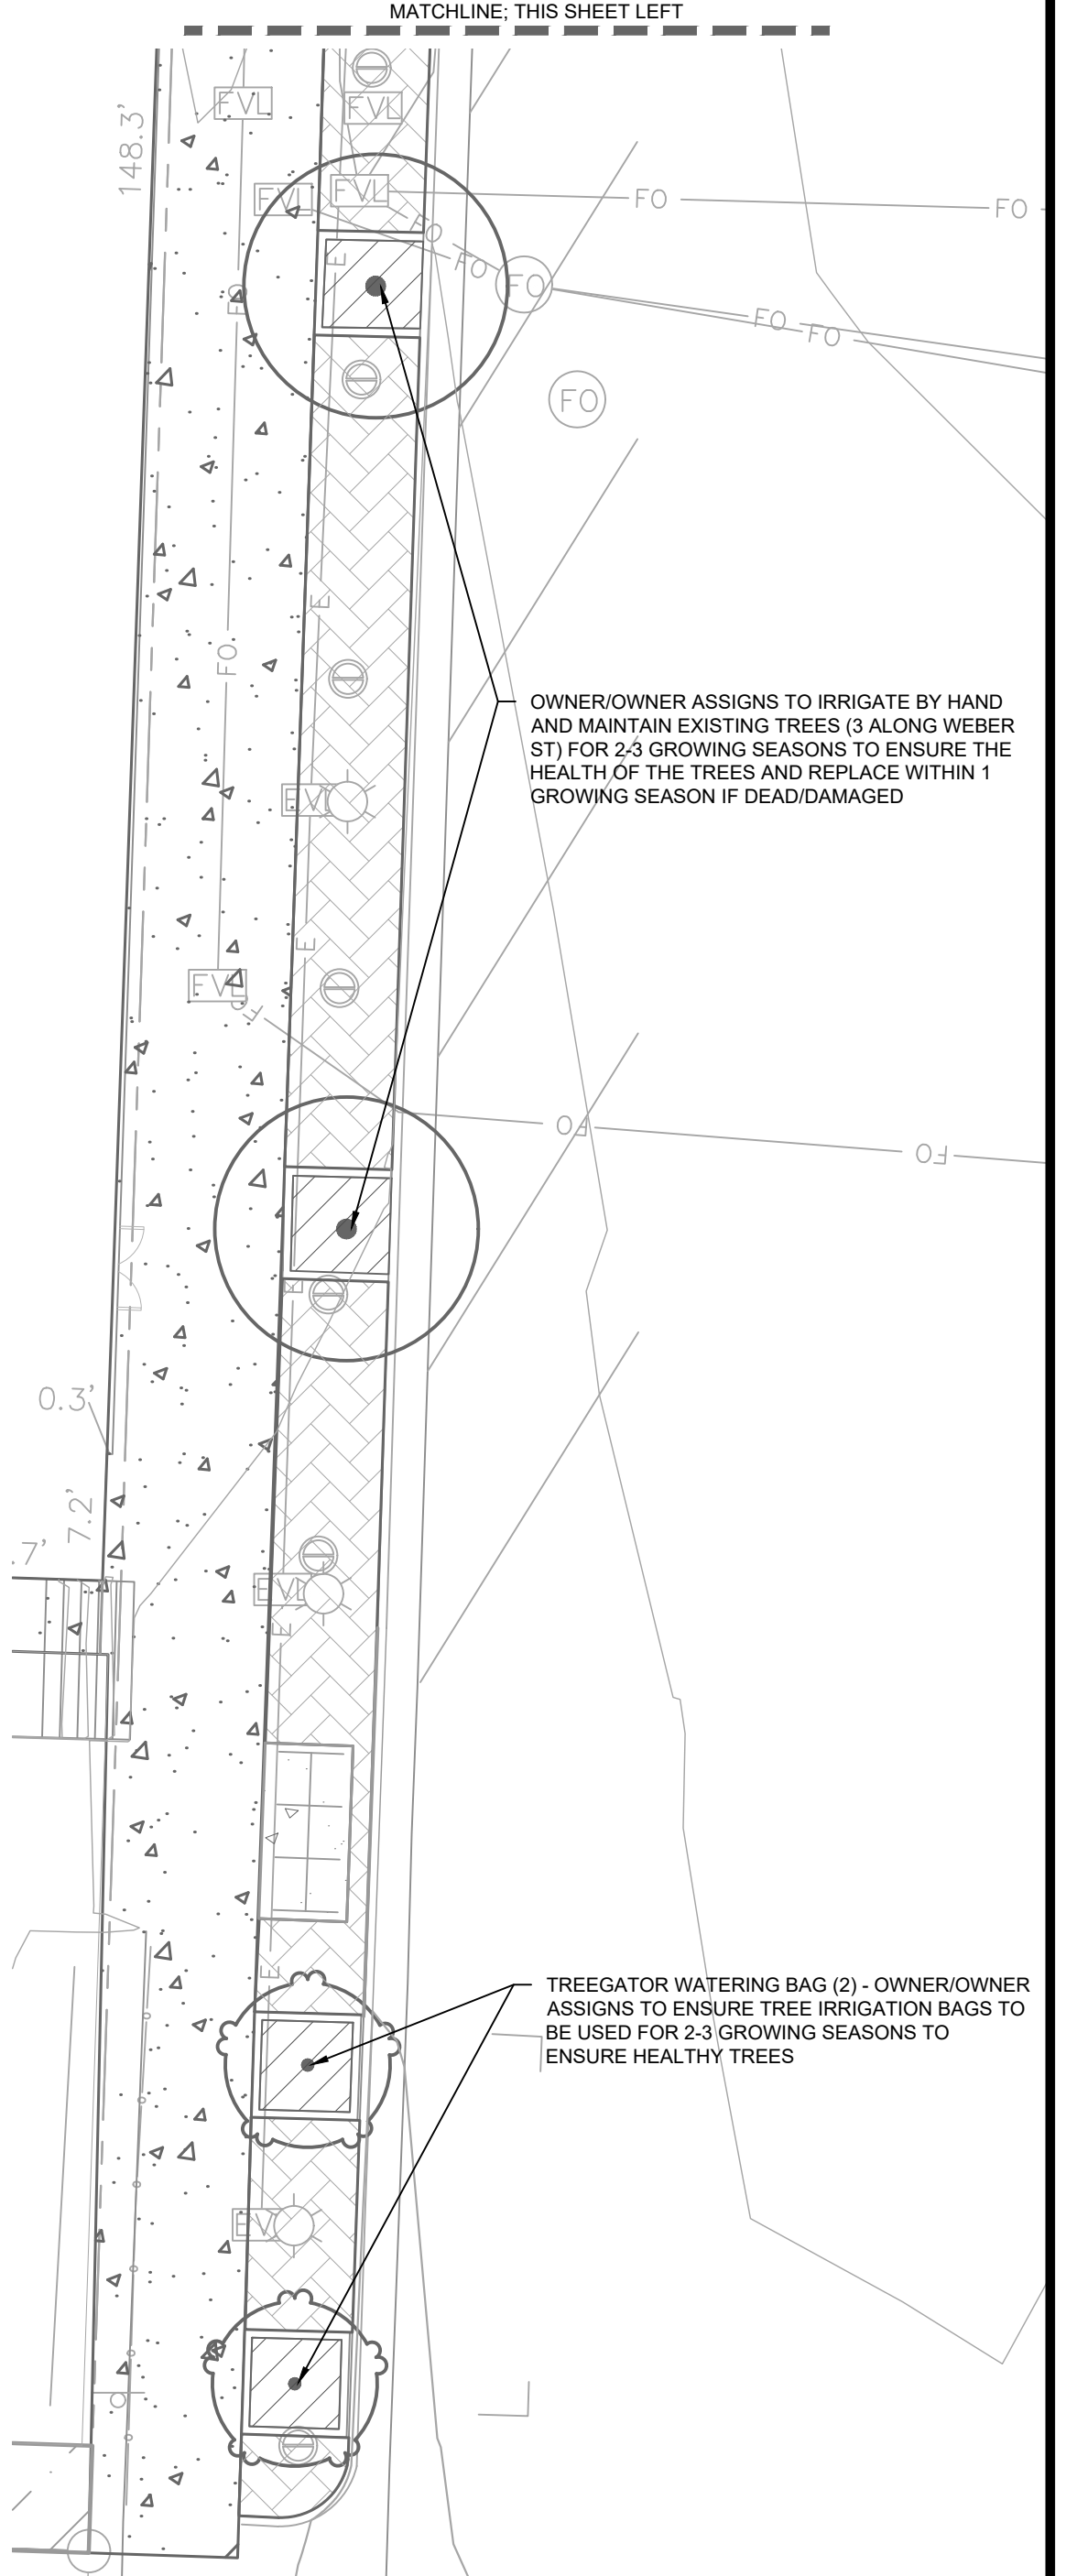 MATCHLINE; THIS SHEET LEFT
148.3'
FVL
FVL
FVL
FVL
FO
FO
E
FO
FO
FO
FO
FO
FO
FO
E
FO
OWNER/OWNER ASSIGNS TO IRRIGATE BY HAND
AND MAINTAIN EXISTING TREES (3 ALONG WEBER
ST) FOR 2-3 GROWING SEASONS TO ENSURE THE
HEALTH OF THE TREES AND REPLACE WITHIN 1
GROWING SEASON IF DEAD/DAMAGED
EVL
E
FVL
FO
FO
FO
E
0.3'
7.2'
.7'
EVL
E
E
TREEGATOR WATERING BAG (2) - OWNER/OWNER
ASSIGNS TO ENSURE TREE IRRIGATION BAGS TO
BE USED FOR 2-3 GROWING SEASONS TO
ENSURE HEALTHY TREES
EV